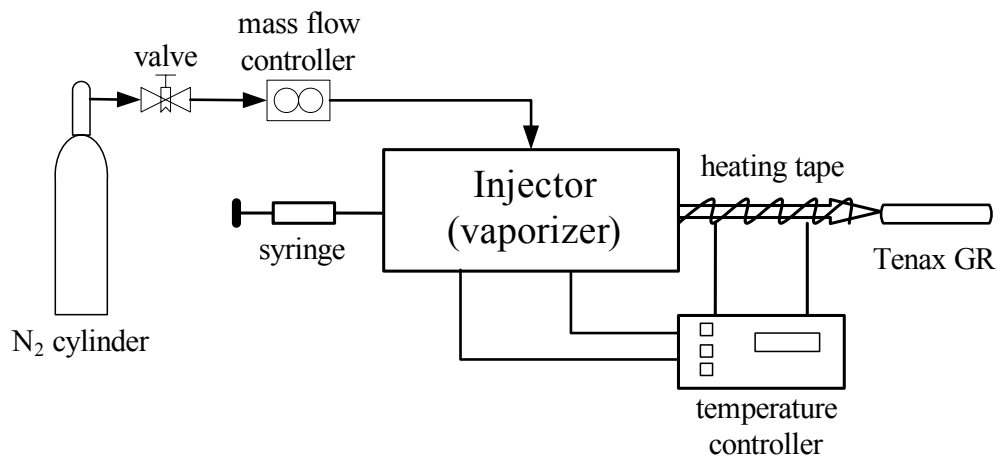 mass flow
controller
valve
Injector
(vaporizer)
heating tape
syringe
Tenax GR
N₂ cylinder
temperature
controller